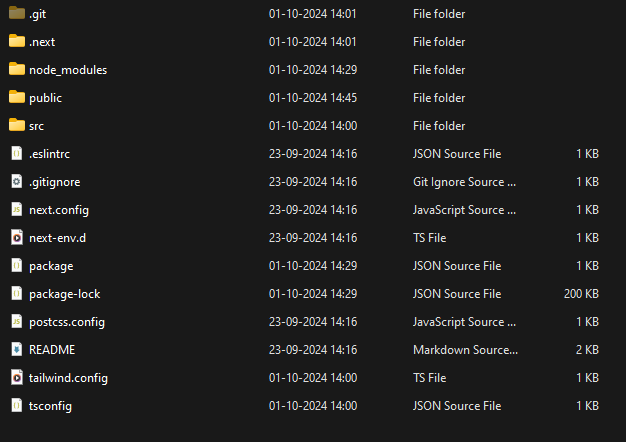 .git 01-10-2024 14:01 File folder
.next 01-10-2024 14:01 File folder
node_modules 01-10-2024 14:29 File folder
public 01-10-2024 14:45 File folder
src 01-10-2024 14:00 File folder
.eslintrc 23-09-2024 14:16 JSON Source File 1 KB
.gitignore 23-09-2024 14:16 Git Ignore Source ... 1 KB
next.config 23-09-2024 14:16 JavaScript Source ... 1 KB
next-env.d 23-09-2024 14:16 TS File 1 KB
package 01-10-2024 14:29 JSON Source File 1 KB
package-lock 01-10-2024 14:29 JSON Source File 200 KB
postcss.config 23-09-2024 14:16 JavaScript Source ... 1 KB
README 23-09-2024 14:16 Markdown Source... 2 KB
tailwind.config 01-10-2024 14:00 TS File 1 KB
tsconfig 01-10-2024 14:00 JSON Source File 1 KB